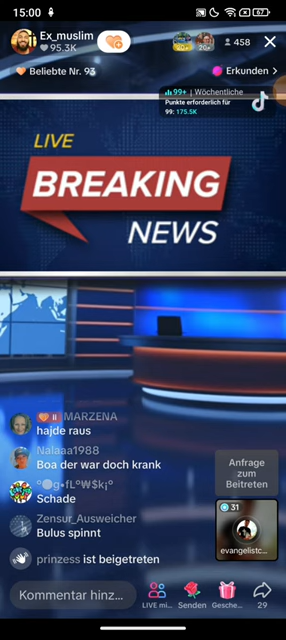 15:00
67
Ex_muslim
95.3K
20+
458
Beliebte Nr. 93
Erkunden
99+ | Wöchentliche
Punkte erforderlich für
99: 175.5K
LIVE
BREAKING
NEWS
MARZENA
hajde raus
Nalaaa1988
Boa der war doch krank
Schade
Zensur_Ausweicher
Bulus spinnt
prinzess ist beigetreten
Anfrage
zum
Beitreten
31
evangelistc...
Kommentar hinz...
LIVE mi...
Senden
Gesche...
29